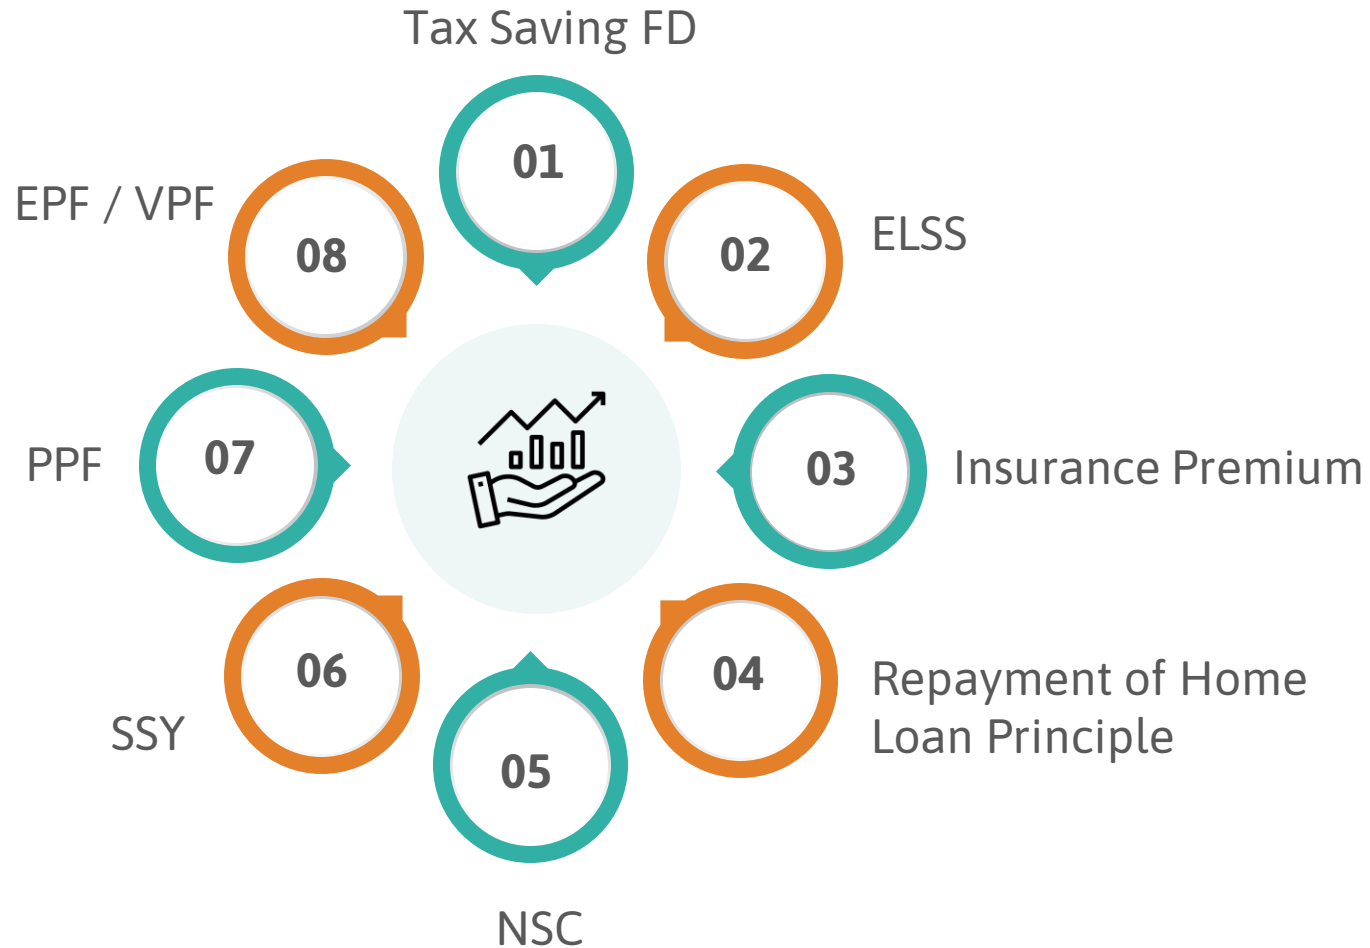 Tax Saving FD
01
02
ELSS
03
Insurance Premium
04
Repayment of Home
Loan Principle
05
NSC
06
SSY
07
PPF
08
EPF / VPF